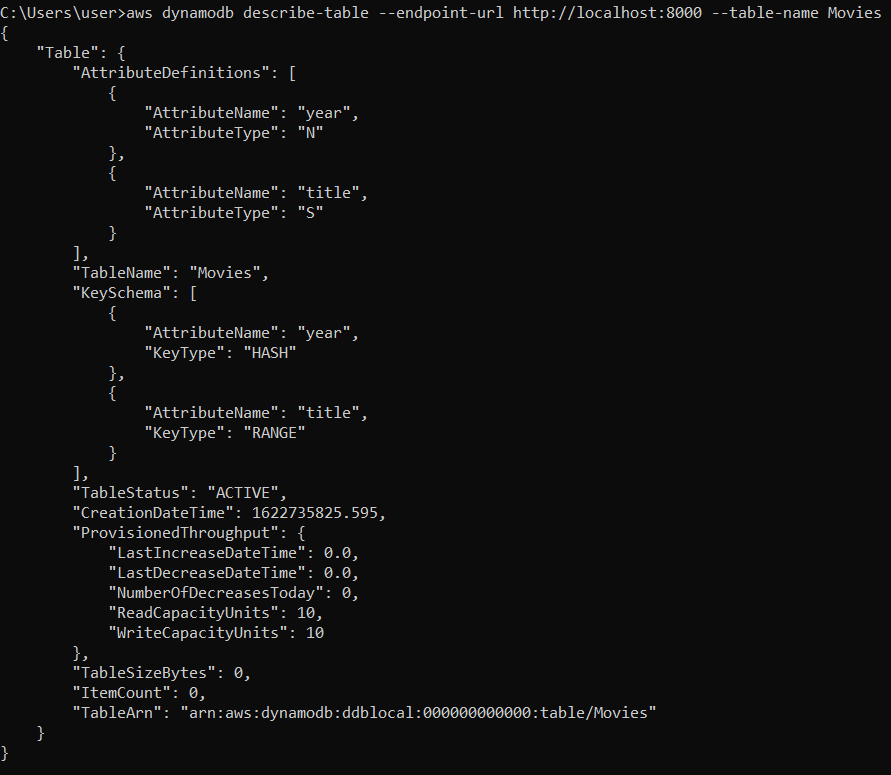 C:\Users\user>aws dynamodb describe-table --endpoint-url http://localhost:8000 --table-name Movies
{
    "Table": {
        "AttributeDefinitions": [
            {
                "AttributeName": "year",
                "AttributeType": "N"
            },
            {
                "AttributeName": "title",
                "AttributeType": "S"
            }
        ],
        "TableName": "Movies",
        "KeySchema": [
            {
                "AttributeName": "year",
                "KeyType": "HASH"
            },
            {
                "AttributeName": "title",
                "KeyType": "RANGE"
            }
        ],
        "TableStatus": "ACTIVE",
        "CreationDateTime": 1622735825.595,
        "ProvisionedThroughput": {
            "LastIncreaseDateTime": 0.0,
            "LastDecreaseDateTime": 0.0,
            "NumberOfDecreasesToday": 0,
            "ReadCapacityUnits": 10,
            "WriteCapacityUnits": 10
        },
        "TableSizeBytes": 0,
        "ItemCount": 0,
        "TableArn": "arn:aws:dynamodb:ddblocal:000000000000:table/Movies"
    }
}